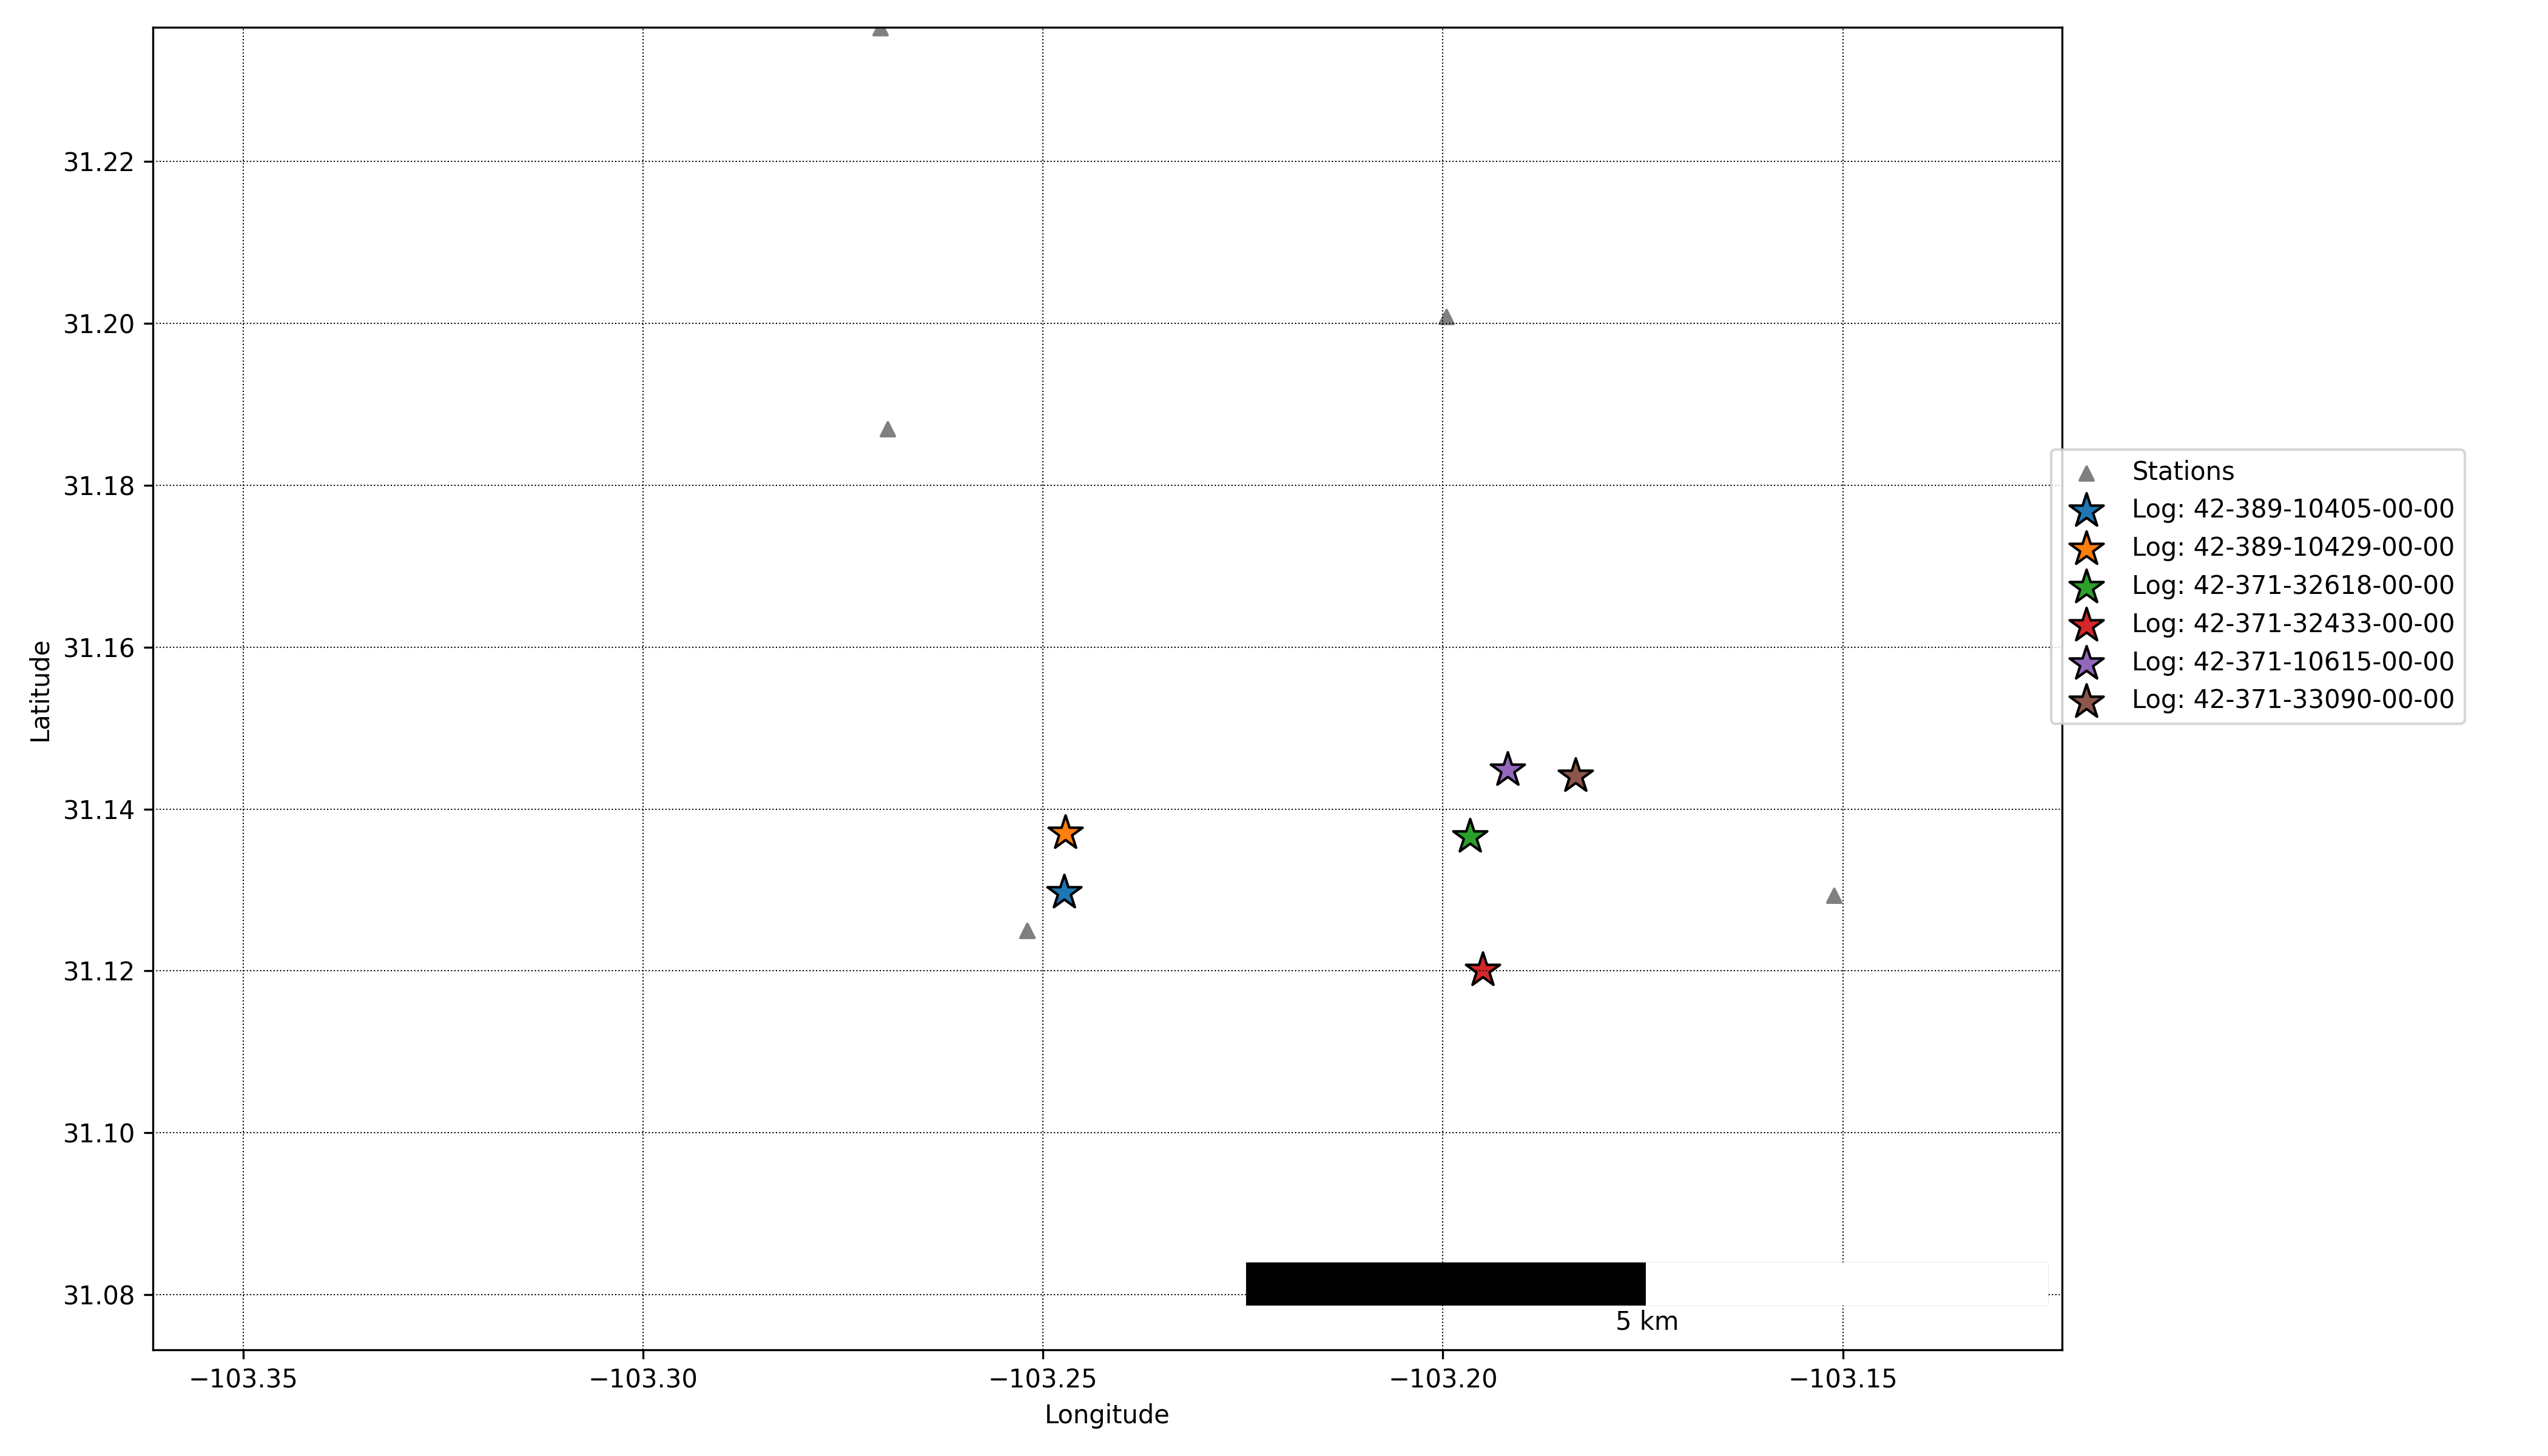 31.22
31.20
31.18
31.16
31.14
31.12
31.10
31.08
Latitude
Stations
Log: 42-389-10405-00-00
Log: 42-389-10429-00-00
Log: 42-371-32618-00-00
Log: 42-371-32433-00-00
Log: 42-371-10615-00-00
Log: 42-371-33090-00-00
5 km
−103.35 −103.30 −103.25 −103.20 −103.15
Longitude